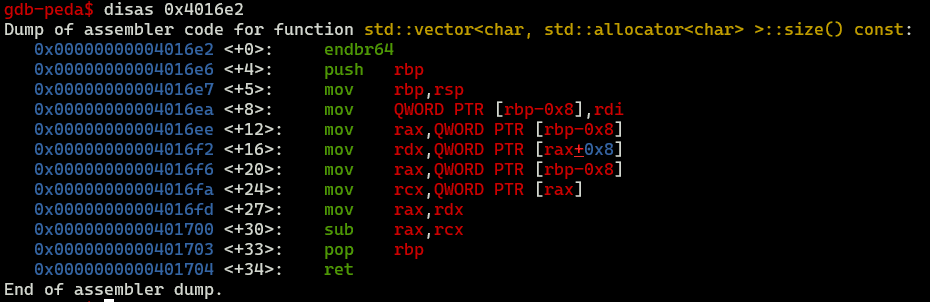 gdb-peda$ disas 0x4016e2
Dump of assembler code for function std::vector<char, std::allocator<char> >::size() const:
   0x00000000004016e2 <+0>:     endbr64
   0x00000000004016e6 <+4>:     push   rbp
   0x00000000004016e7 <+5>:     mov    rbp,rsp
   0x00000000004016ea <+8>:     mov    QWORD PTR [rbp-0x8],rdi
   0x00000000004016ee <+12>:    mov    rax,QWORD PTR [rbp-0x8]
   0x00000000004016f2 <+16>:    mov    rdx,QWORD PTR [rax+0x8]
   0x00000000004016f6 <+20>:    mov    rax,QWORD PTR [rbp-0x8]
   0x00000000004016fa <+24>:    mov    rcx,QWORD PTR [rax]
   0x00000000004016fd <+27>:    mov    rax,rdx
   0x0000000000401700 <+30>:    sub    rax,rcx
   0x0000000000401703 <+33>:    pop    rbp
   0x0000000000401704 <+34>:    ret
End of assembler dump.